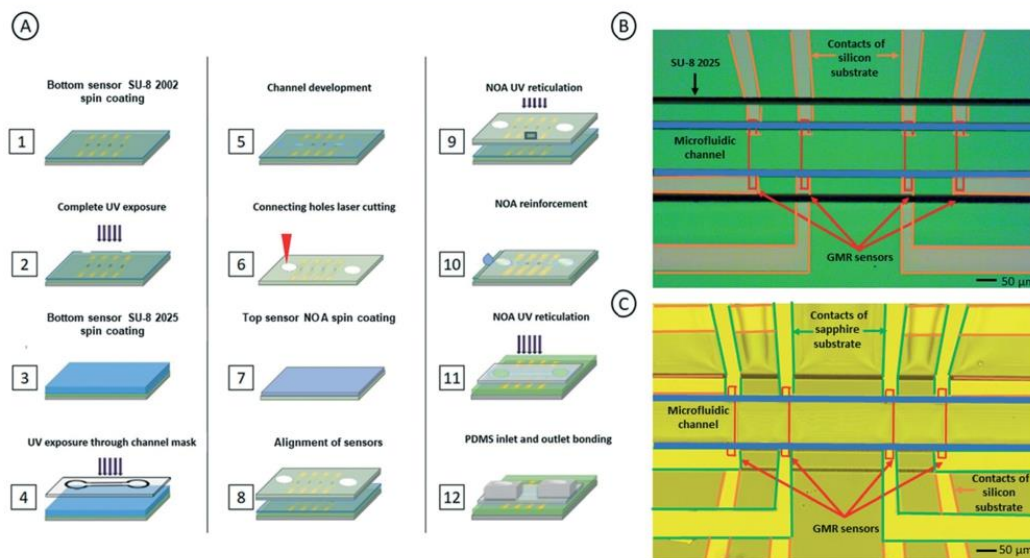 A
Bottom sensor SU-8 2002
spin coating
1
Complete UV exposure
2
Bottom sensor SU-8 2025
spin coating
3
UV exposure through channel mask
4
Channel development
5
Connecting holes laser cutting
6
Top sensor NOA spin coating
7
Alignment of sensors
8
NOA UV reticulation
9
NOA reinforcement
10
NOA UV reticulation
11
PDMS inlet and outlet bonding
12
B
Contacts of
silicon
substrate
SU-8 2025
Microfluidic
channel
GMR sensors
50 μm
C
Contacts of
sapphire
substrate
Microfluidic
channel
Contacts of
silicon
substrate
GMR sensors
50 μm